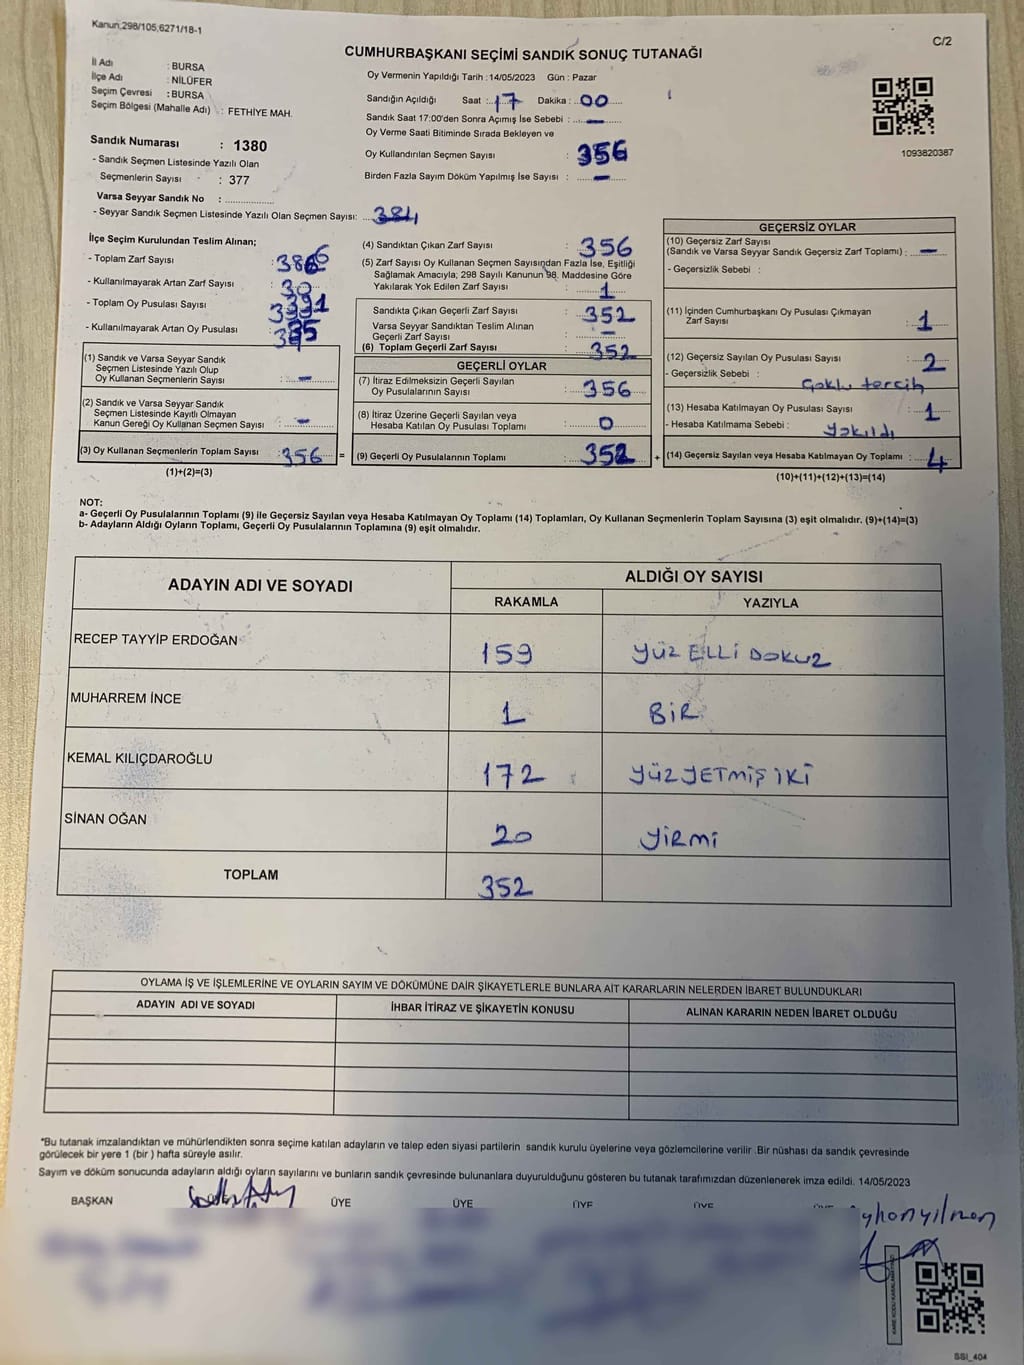 Kanun;298/105,6271/18-1
C/2
CUMHURBAŞKANI SEÇİMİ SANDIK SONUÇ TUTANAĞI
İl Adı : BURSA
İlçe Adı : NİLÜFER
Seçim Çevresi : BURSA
Seçim Bölgesi (Mahalle Adı) : FETHİYE MAH.
Oy Vermenin Yapıldığı Tarih : 14/05/2023 Gün : Pazar
Sandığın Açıldığı Saat : 17 Dakika : 00
Sandık Saat 17:00'den Sonra Açımış İse Sebebi : —
Oy Verme Saati Bitiminde Sırada Bekleyen ve
Oy Kullandırılan Seçmen Sayısı : 356
Birden Fazla Sayım Döküm Yapılmış İse Sayısı : —
1093820387
Sandık Numarası : 1380
- Sandık Seçmen Listesinde Yazılı Olan
Seçmenlerin Sayısı : 377
Varsa Seyyar Sandık No :
- Seyyar Sandık Seçmen Listesinde Yazılı Olan Seçmen Sayısı:
İlçe Seçim Kurulundan Teslim Alınan;
- Toplam Zarf Sayısı
- Kullanılmayarak Artan Zarf Sayısı : 30
- Toplam Oy Pusulası Sayısı
- Kullanılmayarak Artan Oy Pusulası
(1) Sandık ve Varsa Seyyar Sandık
Seçmen Listesinde Yazılı Olup
Oy Kullanan Seçmenlerin Sayısı : —
(2) Sandık ve Varsa Seyyar Sandık
Seçmen Listesinde Kayıtlı Olmayan
Kanun Gereği Oy Kullanan Seçmen Sayısı : —
(3) Oy Kullanan Seçmenlerin Toplam Sayısı : 356 =
(1)+(2)=(3)
(4) Sandıktan Çıkan Zarf Sayısı : 356
(5) Zarf Sayısı Oy Kullanan Seçmen Sayısından Fazla İse, Eşitliği
Sağlamak Amacıyla; 298 Sayılı Kanunun 98. Maddesine Göre
Yakılarak Yok Edilen Zarf Sayısı : 1
Sandıkta Çıkan Geçerli Zarf Sayısı : 352
Varsa Seyyar Sandıktan Teslim Alınan
Geçerli Zarf Sayısı : —
(6) Toplam Geçerli Zarf Sayısı : 352
GEÇERLİ OYLAR
(7) İtiraz Edilmeksizin Geçerli Sayılan
Oy Pusulalarının Sayısı : 356
(8) İtiraz Üzerine Geçerli Sayılan veya
Hesaba Katılan Oy Pusulası Toplamı : 0
(9) Geçerli Oy Pusulalarının Toplamı : 352 +
GEÇERSİZ OYLAR
(10) Geçersiz Zarf Sayısı
(Sandık ve Varsa Seyyar Sandık Geçersiz Zarf Toplamı) : —
- Geçersizlik Sebebi :
(11) İçinden Cumhurbaşkanı Oy Pusulası Çıkmayan
Zarf Sayısı : 1
(12) Geçersiz Sayılan Oy Pusulası Sayısı : 2
- Geçersizlik Sebebi : Çoklu tercih
(13) Hesaba Katılmayan Oy Pusulası Sayısı : 1
- Hesaba Katılmama Sebebi : Yakıldı
(14) Geçersiz Sayılan veya Hesaba Katılmayan Oy Toplamı : 4
(10)+(11)+(12)+(13)=(14)
NOT:
a- Geçerli Oy Pusulalarının Toplamı (9) ile Geçersiz Sayılan veya Hesaba Katılmayan Oy Toplamı (14) Toplamları, Oy Kullanan Seçmenlerin Toplam Sayısına (3) eşit olmalıdır. (9)+(14)=(3)
b- Adayların Aldığı Oyların Toplamı, Geçerli Oy Pusulalarının Toplamına (9) eşit olmalıdır.
ADAYIN ADI VE SOYADI
ALDIĞI OY SAYISI
RAKAMLA YAZIYLA
RECEP TAYYİP ERDOĞAN 159 YÜZ ELLİ DOKUZ
MUHARREM İNCE 1 BİR
KEMAL KILIÇDAROĞLU 172 YÜZ YETMİŞ İKİ
SİNAN OĞAN 20 YİRMİ
TOPLAM 352
OYLAMA İŞ VE İŞLEMLERİNE VE OYLARIN SAYIM VE DÖKÜMÜNE DAİR ŞİKAYETLERLE BUNLARA AİT KARARLARIN NELERDEN İBARET BULUNDUKLARI
ADAYIN ADI VE SOYADI İHBAR İTİRAZ VE ŞİKAYETİN KONUSU ALINAN KARARIN NEDEN İBARET OLDUĞU
*Bu tutanak imzalandıktan ve mühürlendikten sonra seçime katılan adayların ve talep eden siyasi partilerin sandık kurulu üyelerine veya gözlemcilerine verilir .Bir nüshası da sandık çevresinde
görülecek bir yere 1 (bir ) hafta süreyle asılır.
Sayım ve döküm sonucunda adayların aldığı oyların sayılarını ve bunların sandık çevresinde bulunanlara duyurulduğunu gösteren bu tutanak tarafımızdan düzenlenerek imza edildi. 14/05/2023
BAŞKAN ÜYE ÜYE ÜYE ÜYE
SSI_404